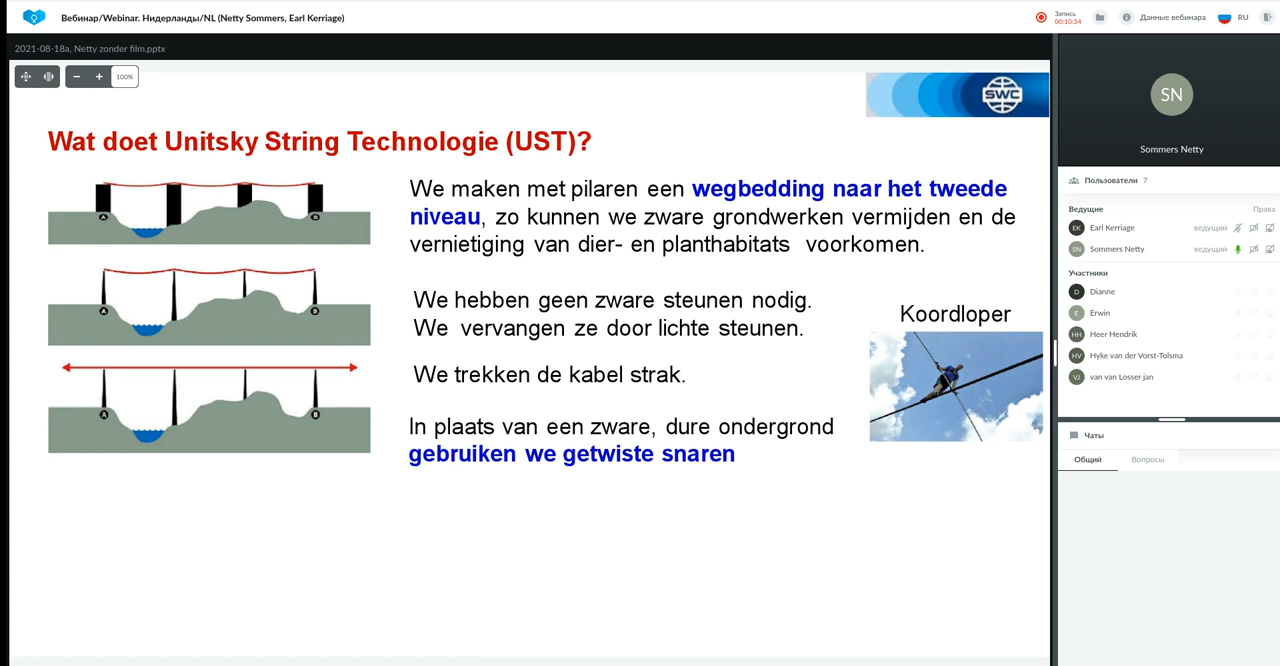 Вебинар/Webinar. Нидерланды/NL (Netty Sommers, Earl Kerriage)
Запись
00:10:34
Данные вебинара
RU
2021-08-18a, Netty zonder film.pptx
100%
SWC
Wat doet Unitsky String Technologie (UST)?
We maken met pilaren een wegbedding naar het tweede
niveau, zo kunnen we zware grondwerken vermijden en de
vernietiging van dier- en planthabitats voorkomen.
We hebben geen zware steunen nodig.
We vervangen ze door lichte steunen.
We trekken de kabel strak.
In plaats van een zware, dure ondergrond
gebruiken we getwiste snaren
Koordloper
A
B
A
B
A
B
SN
Sommers Netty
Пользователи 7
Ведущие Права
EK Earl Kerriage ведущий
SN Sommers Netty ведущий
Участники
D Dianne
E Erwin
HH Heer Hendrik
HV Hyke van der Vorst-Tolsma
VJ van van Losser jan
Чаты
Общий Вопросы